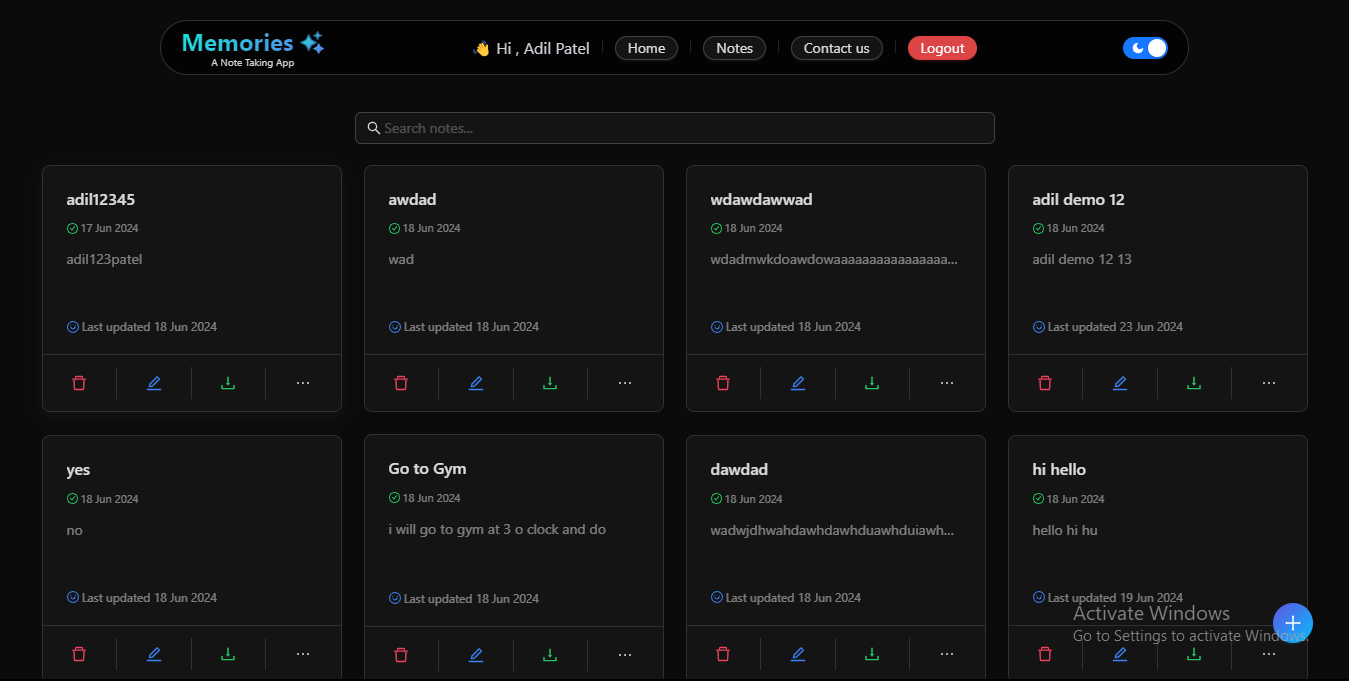 Memories
A Note Taking App
👋 Hi , Adil Patel
Home
Notes
Contact us
Logout
Search notes...
adil12345
17 Jun 2024
adil123patel
Last updated 18 Jun 2024
awdad
18 Jun 2024
wad
Last updated 18 Jun 2024
wdawdawwad
18 Jun 2024
wdadmwkdoawdowaaaaaaaaaaaaaaaa...
Last updated 18 Jun 2024
adil demo 12
18 Jun 2024
adil demo 12 13
Last updated 23 Jun 2024
yes
18 Jun 2024
no
Last updated 18 Jun 2024
Go to Gym
18 Jun 2024
i will go to gym at 3 o clock and do
Last updated 18 Jun 2024
dawdad
18 Jun 2024
wadwjdhwahdawhdawhduawhduiawh...
Last updated 18 Jun 2024
hi hello
18 Jun 2024
hello hi hu
Last updated 19 Jun 2024
Activate Windows
Go to Settings to activate Windows.